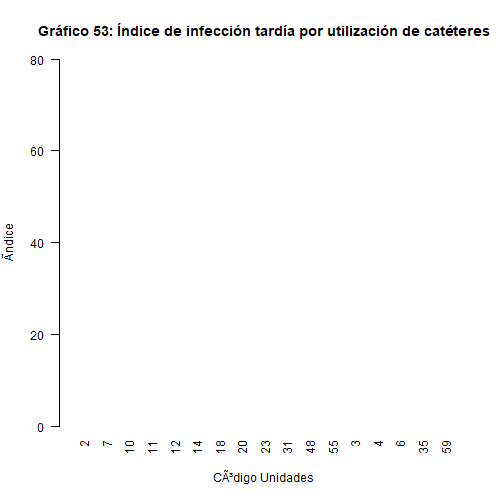 Gráfico 53: Índice de infección tardía por utilización de catéteres
80
60
40
20
0
Ãndice
2 7 10 11 12 14 18 20 23 31 48 55 3 4 6 35 59
CÃ³digo Unidades